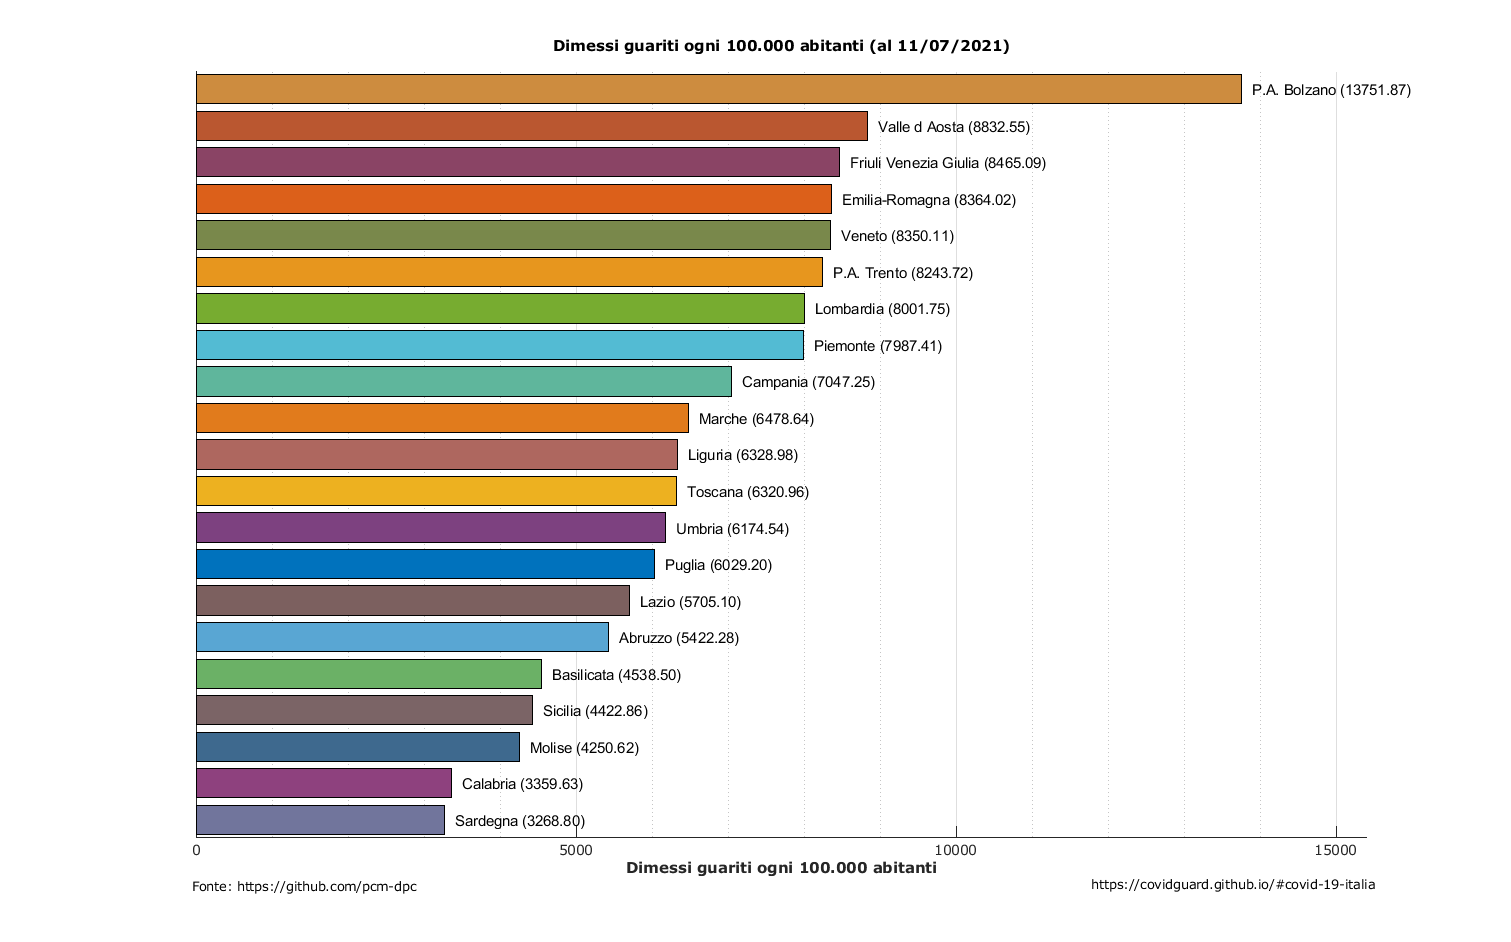 Dimessi guariti ogni 100.000 abitanti (al 11/07/2021)
P.A. Bolzano (13751.87)
Valle d Aosta (8832.55)
Friuli Venezia Giulia (8465.09)
Emilia-Romagna (8364.02)
Veneto (8350.11)
P.A. Trento (8243.72)
Lombardia (8001.75)
Piemonte (7987.41)
Campania (7047.25)
Marche (6478.64)
Liguria (6328.98)
Toscana (6320.96)
Umbria (6174.54)
Puglia (6029.20)
Lazio (5705.10)
Abruzzo (5422.28)
Basilicata (4538.50)
Sicilia (4422.86)
Molise (4250.62)
Calabria (3359.63)
Sardegna (3268.80)
0 5000 10000 15000
Dimessi guariti ogni 100.000 abitanti
Fonte: https://github.com/pcm-dpc
https://covidguard.github.io/#covid-19-italia